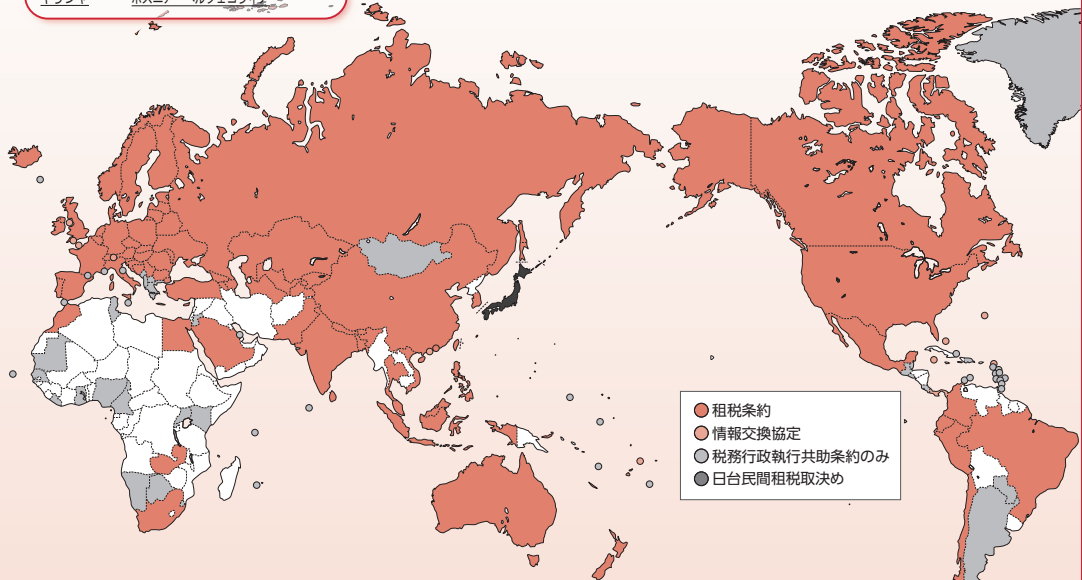 租税条約
情報交換協定
税務行政執行共助条約のみ
日台民間租税取決め